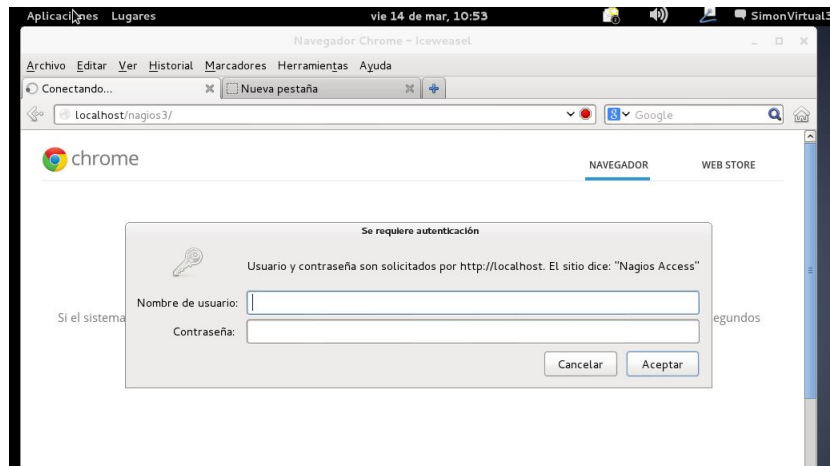 Aplicaciones Lugares vie 14 de mar, 10:53 SimonVirtual3
Navegador Chrome - Iceweasel
Archivo Editar Ver Historial Marcadores Herramientas Ayuda
Conectando... Nueva pestaña
localhost/nagios3/ Google
chrome NAVEGADOR WEB STORE
Se requiere autenticación
Usuario y contraseña son solicitados por http://localhost. El sitio dice: "Nagios Access"
Nombre de usuario:
Si el sistema egundos
Contraseña:
Cancelar Aceptar